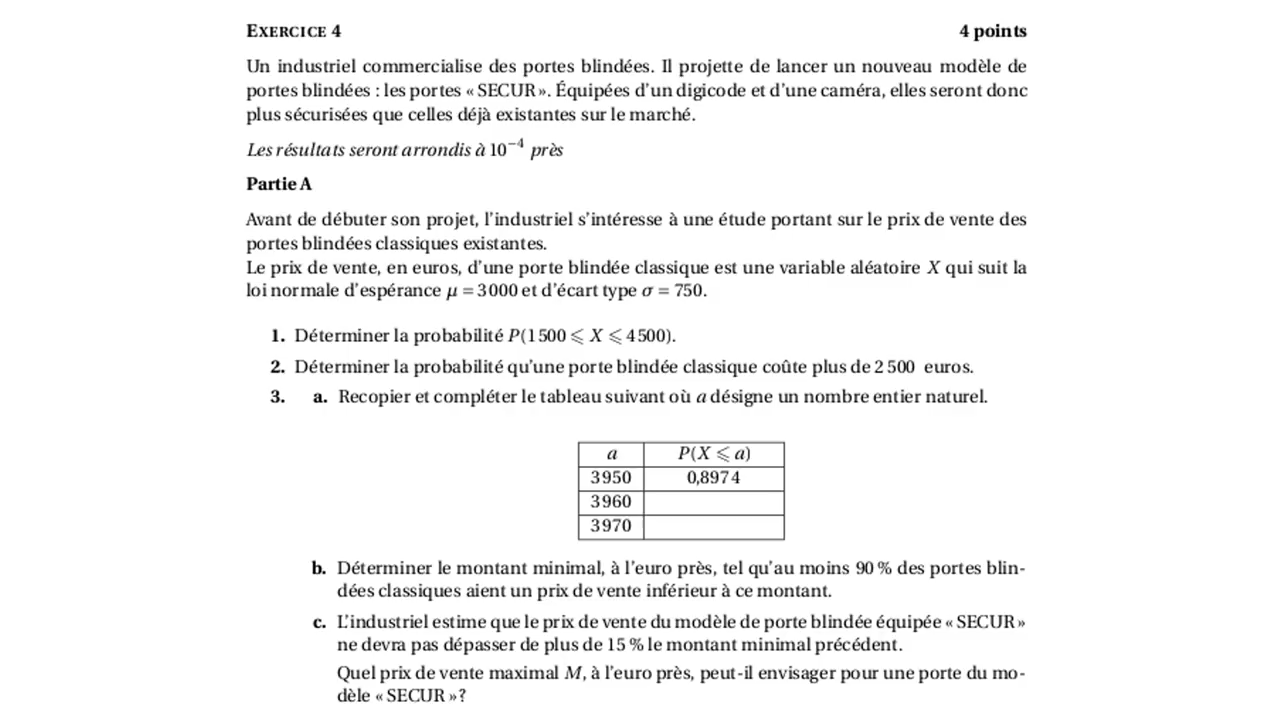 EXERCICE 4 4 points
Un industriel commercialise des portes blindées. Il projette de lancer un nouveau modèle de
portes blindées : les portes « SECUR ». Équipées d'un digicode et d'une caméra, elles seront donc
plus sécurisées que celles déjà existantes sur le marché.
Les résultats seront arrondis à 10⁻⁴ près
Partie A
Avant de débuter son projet, l'industriel s'intéresse à une étude portant sur le prix de vente des
portes blindées classiques existantes.
Le prix de vente, en euros, d'une porte blindée classique est une variable aléatoire X qui suit la
loi normale d'espérance μ = 3 000 et d'écart type σ = 750.
1. Déterminer la probabilité P(1 500 ⩽ X ⩽ 4 500).
2. Déterminer la probabilité qu'une porte blindée classique coûte plus de 2 500 euros.
3. a. Recopier et compléter le tableau suivant où a désigne un nombre entier naturel.
a P(X ⩽ a)
3 950 0,897 4
3 960
3 970
b. Déterminer le montant minimal, à l'euro près, tel qu'au moins 90 % des portes blin-
dées classiques aient un prix de vente inférieur à ce montant.
c. L'industriel estime que le prix de vente du modèle de porte blindée équipée « SECUR »
ne devra pas dépasser de plus de 15 % le montant minimal précédent.
Quel prix de vente maximal M, à l'euro près, peut-il envisager pour une porte du mo-
dèle « SECUR » ?